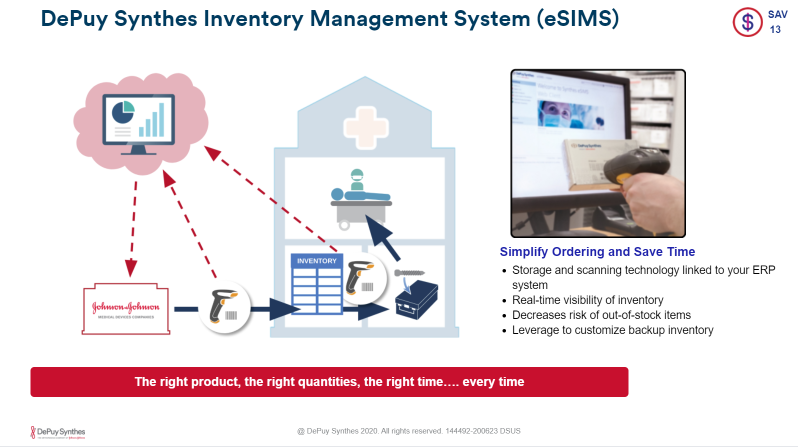 DePuy Synthes Inventory Management System (eSIMS)
SAV
13
INVENTORY
Johnson & Johnson
MEDICAL DEVICES COMPANIES
DePuy Synthes
Simplify Ordering and Save Time
• Storage and scanning technology linked to your ERP
system
• Real-time visibility of inventory
• Decreases risk of out-of-stock items
• Leverage to customize backup inventory
The right product, the right quantities, the right time…. every time
DePuy Synthes
@ DePuy Synthes 2020. All rights reserved. 144492-200623 DSUS